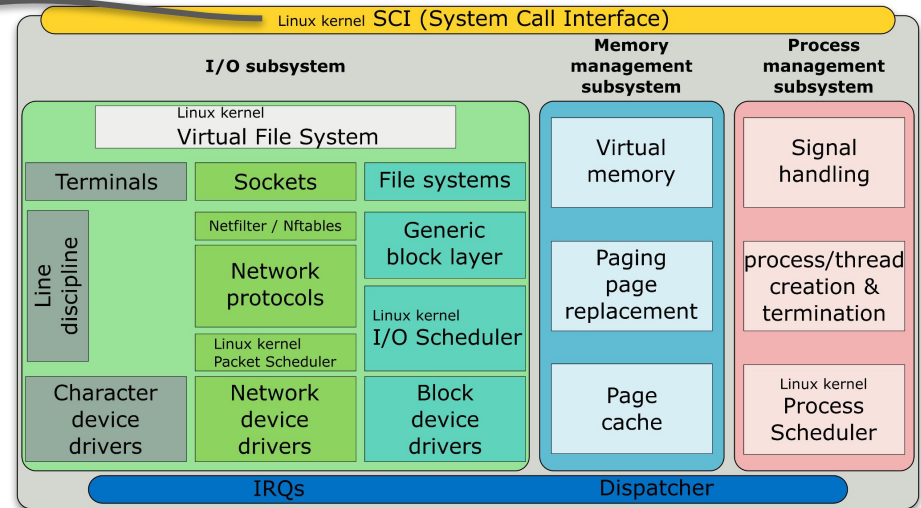 Linux kernel SCI (System Call Interface)
I/O subsystem
Memory
management
subsystem
Process
management
subsystem
Linux kernel
Virtual File System
Terminals
Sockets
File systems
Line
discipline
Netfilter / Nftables
Network
protocols
Linux kernel
Packet Scheduler
Generic
block layer
Linux kernel
I/O Scheduler
Character
device
drivers
Network
device
drivers
Block
device
drivers
Virtual
memory
Paging
page
replacement
Page
cache
Signal
handling
process/thread
creation &
termination
Linux kernel
Process
Scheduler
IRQs
Dispatcher